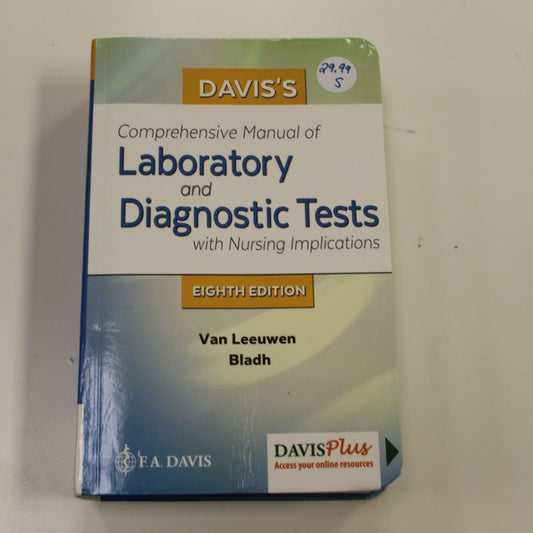 DAVIS'S
29.99
S
Comprehensive Manual of
Laboratory
and
Diagnostic Tests
with Nursing Implications
EIGHTH EDITION
Van Leeuwen
Bladh
F.A. DAVIS
DAVISPlus
Access your online resources